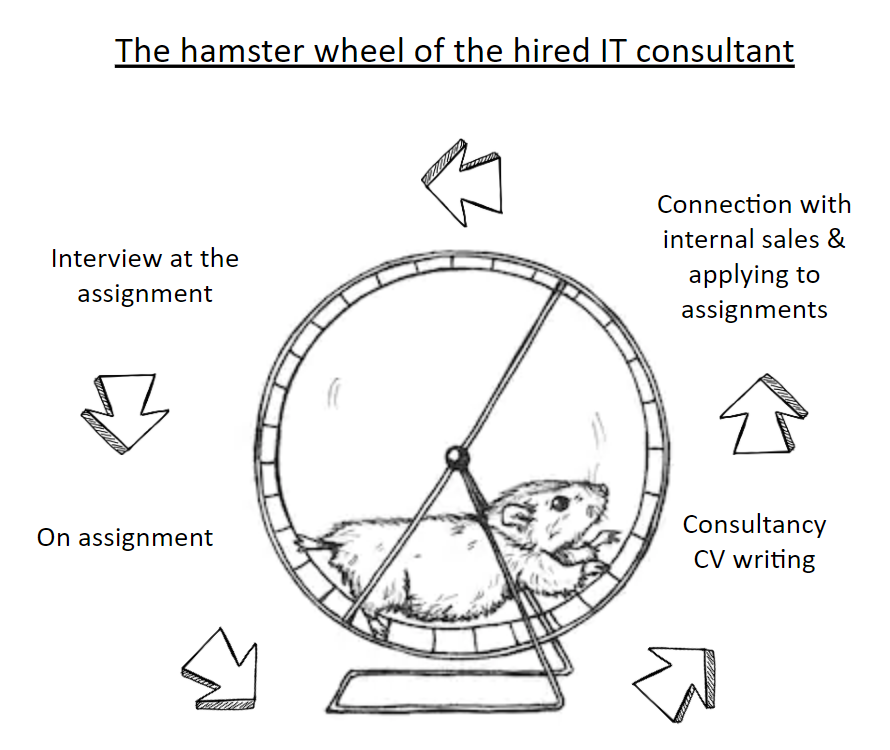 The hamster wheel of the hired IT consultant
Connection with
internal sales &
applying to
assignments
Interview at the
assignment
On assignment
Consultancy
CV writing